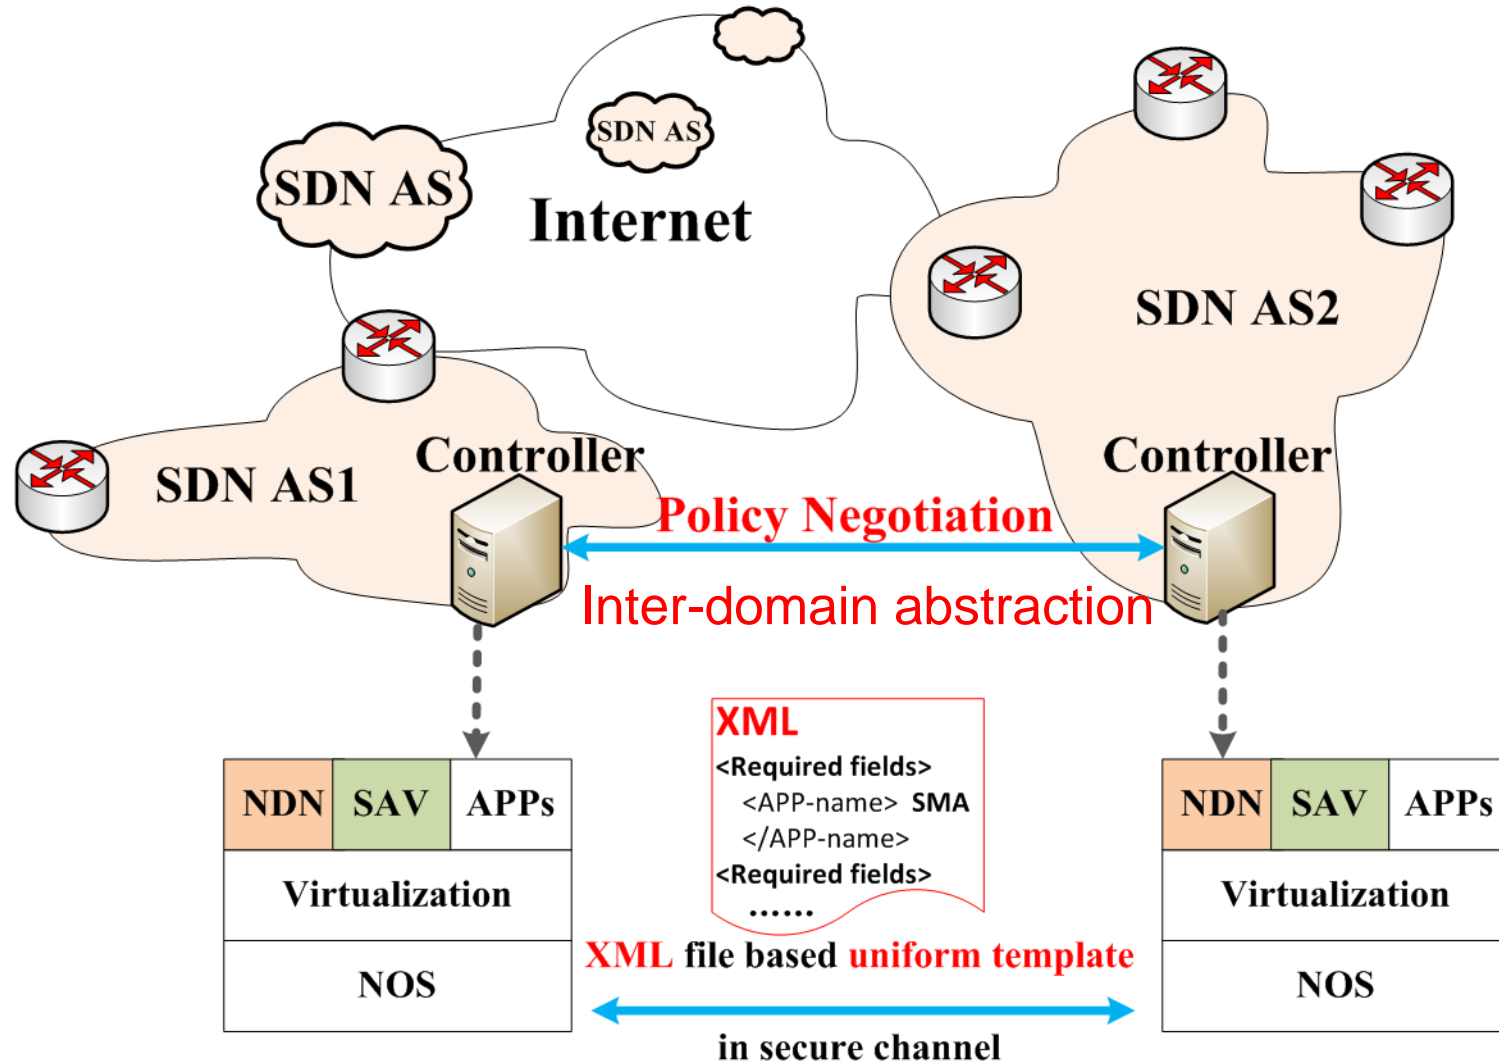 SDN AS
SDN AS
Internet
SDN AS2
Controller
Controller
SDN AS1
Policy Negotiation
Inter-domain abstraction
XML
<Required fields>
<APP-name> SMA
</APP-name>
<Required fields>
......
NDN SAV APPs
Virtualization
NOS
NDN SAV APPs
Virtualization
NOS
XML file based uniform template
in secure channel